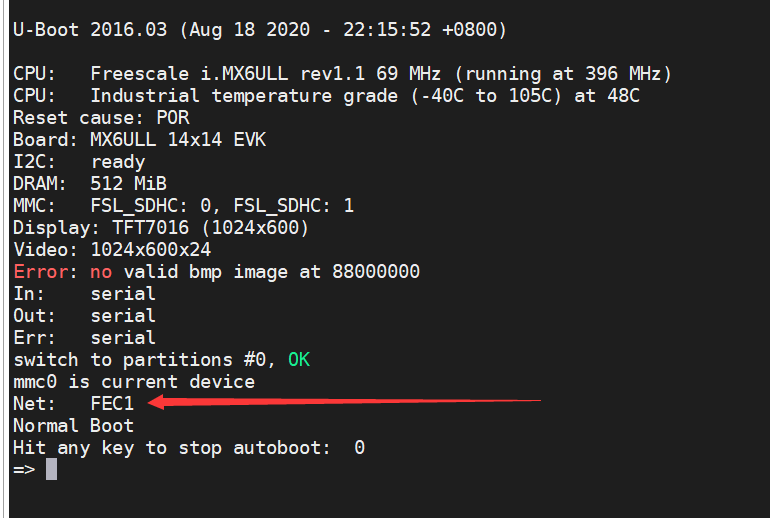 U-Boot 2016.03 (Aug 18 2020 - 22:15:52 +0800)
CPU:   Freescale i.MX6ULL rev1.1 69 MHz (running at 396 MHz)
CPU:   Industrial temperature grade (-40C to 105C) at 48C
Reset cause: POR
Board: MX6ULL 14x14 EVK
I2C:   ready
DRAM:  512 MiB
MMC:   FSL_SDHC: 0, FSL_SDHC: 1
Display: TFT7016 (1024x600)
Video: 1024x600x24
Error: no valid bmp image at 88000000
In:    serial
Out:   serial
Err:   serial
switch to partitions #0, OK
mmc0 is current device
Net:   FEC1
Normal Boot
Hit any key to stop autoboot:  0
=>